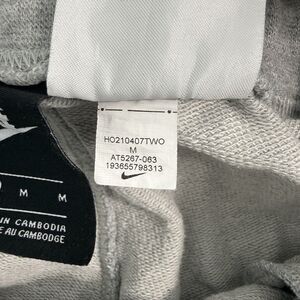 HO210407TWO
M
AT5267-063
193655798313
M M
IN CAMBODIA
AU CAMBODGE